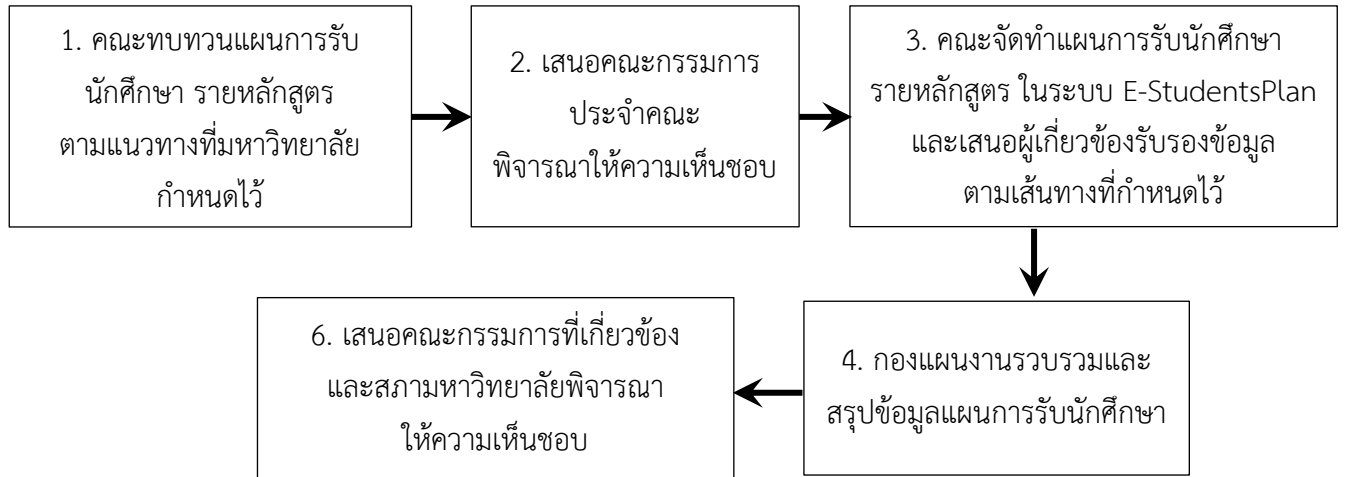 1. คณะทบทวนแผนการรับ
นักศึกษา รายหลักสูตร
ตามแนวทางที่มหาวิทยาลัย
กำหนดไว้
2. เสนอคณะกรรมการ
ประจำคณะ
พิจารณาให้ความเห็นชอบ
3. คณะจัดทำแผนการรับนักศึกษา
รายหลักสูตร ในระบบ E-StudentsPlan
และเสนอผู้เกี่ยวข้องรับรองข้อมูล
ตามเส้นทางที่กำหนดไว้
4. กองแผนงานรวบรวมและ
สรุปข้อมูลแผนการรับนักศึกษา
6. เสนอคณะกรรมการที่เกี่ยวข้อง
และสภามหาวิทยาลัยพิจารณา
ให้ความเห็นชอบ